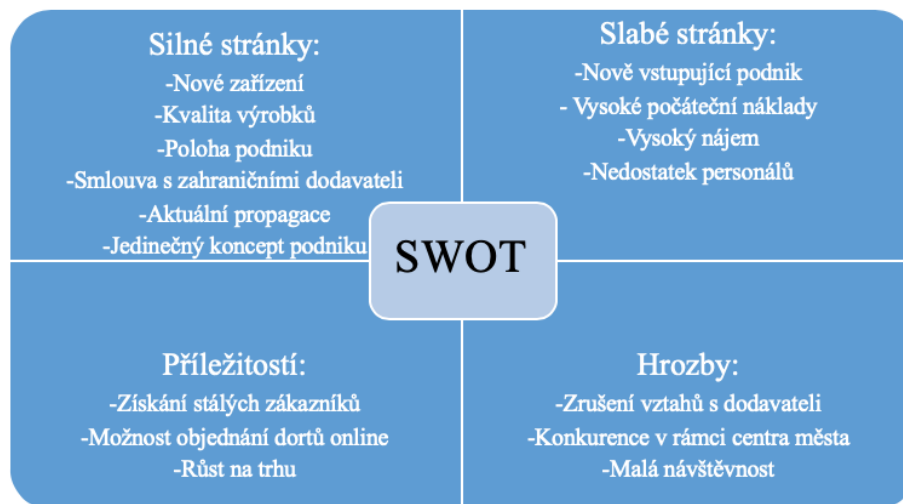 Silné stránky:
-Nové zařízení
-Kvalita výrobků
-Poloha podniku
-Smlouva s zahraničními dodavateli
-Aktuální propagace
-Jedinečný koncept podniku
Slabé stránky:
-Nově vstupující podnik
- Vysoké počáteční náklady
-Vysoký nájem
-Nedostatek personálů
SWOT
Příležitostí:
-Získání stálých zákazníků
-Možnost objednání dortů online
-Růst na trhu
Hrozby:
-Zrušení vztahů s dodavateli
-Konkurence v rámci centra města
-Malá návštěvnost